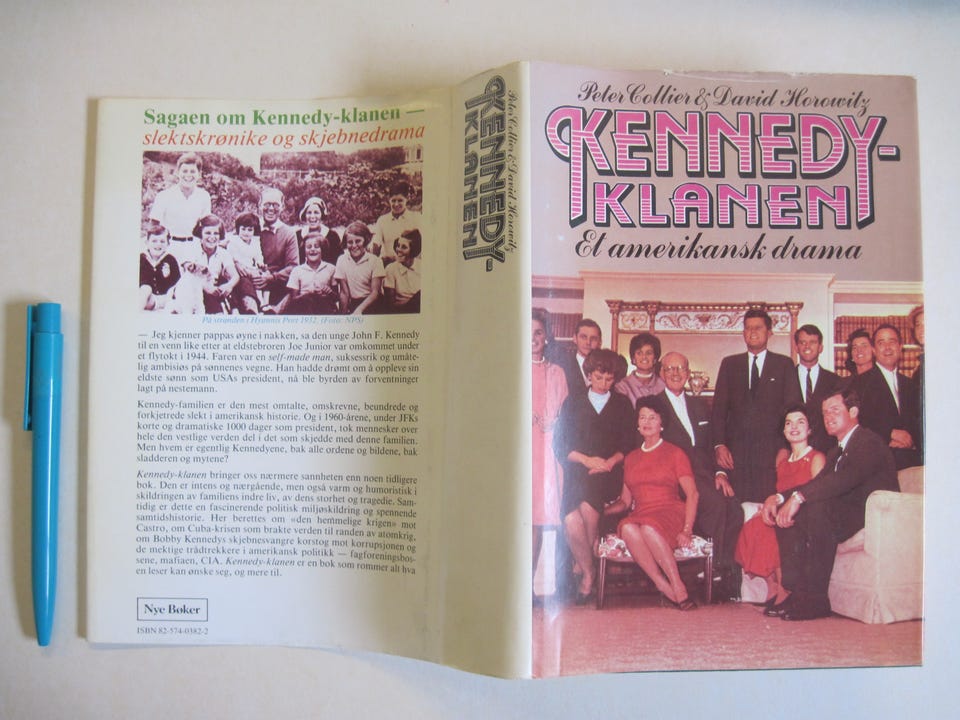 Sagaen om Kennedy-klanen —
slektskrønike og skjebnedrama
På stranden i Hyannis Port 1932. (Foto: NPS)
— Jeg kjenner pappas øyne i nakken, sa den unge John F. Kennedy
til en venn like etter at eldstebroren Joe Junior var omkommet under
et flytokt i 1944. Faren var en self-made man, suksessrik og umåte-
lig ambisiøs på sønnenes vegne. Han hadde drømt om å oppleve sin
eldste sønn som USAs president, nå ble byrden av forventninger
lagt på nestemann.
Kennedy-familien er den mest omtalte, omskrevne, beundrede og
forkjetrede slekt i amerikansk historie. Og i 1960-årene, under JFKs
korte og dramatiske 1000 dager som president, tok mennesker over
hele den vestlige verden del i det som skjedde med denne familien.
Men hvem er egentlig Kennedyene, bak alle ordene og bildene, bak
sladderen og mytene?
Kennedy-klanen bringer oss nærmere sannheten enn noen tidligere
bok. Den er intens og nærgående, men også varm og humoristisk i
skildringen av familiens indre liv, av dens storhet og tragedie. Sam-
tidig er dette en fascinerende politisk miljøskildring og spennende
samtidshistorie. Her berettes om «den hemmelige krigen» mot
Castro, om Cuba-krisen som brakte verden til randen av atomkrig,
om Bobby Kennedys skjebnesvangre korstog mot korrupsjonen og
de mektige trådtrekkere i amerikansk politikk — fagforeningsbos-
sene, mafiaen, CIA. Kennedy-klanen er en bok som rommer alt hva
en leser kan ønske seg, og mere til.
Nye Bøker
ISBN 82-574-0382-2
Peter Collier & David Horowitz
KENNEDY-
KLANEN
Peter Collier & David Horowitz
KENNEDY-
KLANEN
Et amerikansk drama